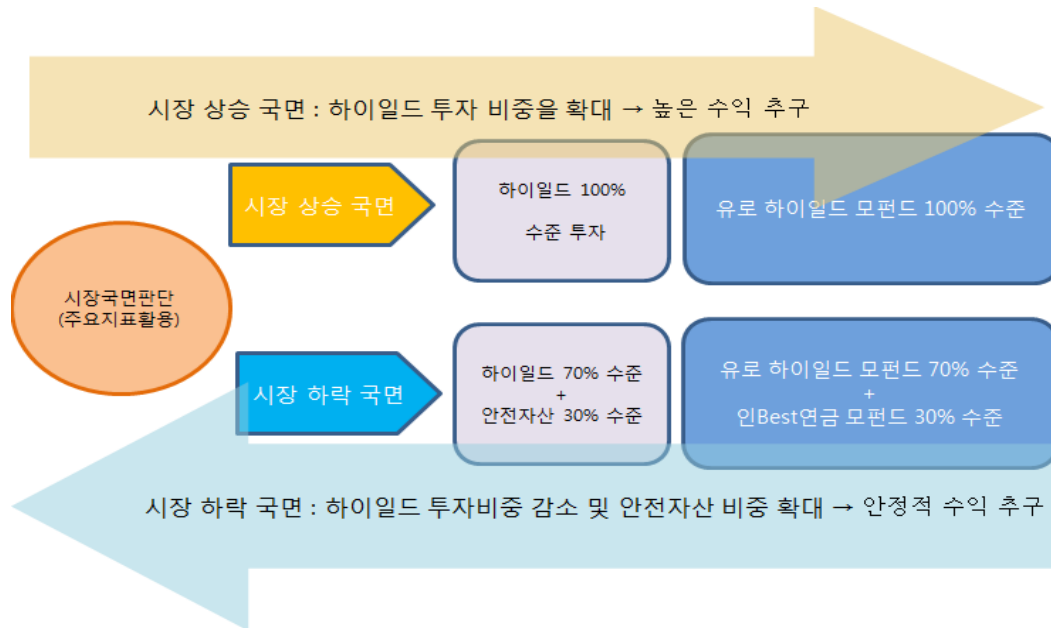 시장 상승 국면 : 하이일드 투자 비중을 확대 → 높은 수익 추구
시장 상승 국면
하이일드 100%
수준 투자
유로 하이일드 모펀드 100% 수준
시장국면판단
(주요지표활용)
시장 하락 국면
하이일드 70% 수준
+
안전자산 30% 수준
유로 하이일드 모펀드 70% 수준
+
인Best연금 모펀드 30% 수준
시장 하락 국면 : 하이일드 투자비중 감소 및 안전자산 비중 확대 → 안정적 수익 추구